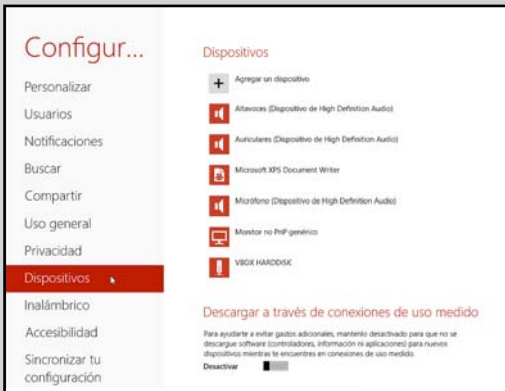 Configur...
Personalizar
Usuarios
Notificaciones
Buscar
Compartir
Uso general
Privacidad
Dispositivos
Inalámbrico
Accesibilidad
Sincronizar tu
configuración
Dispositivos
Agregar un dispositivo
Altavoces (Dispositivo de High Definition Audio)
Auriculares (Dispositivo de High Definition Audio)
Microsoft XPS Document Writer
Micrófono (Dispositivo de High Definition Audio)
Monitor no PnP genérico
VBOX HARDDISK
Descargar a través de conexiones de uso medido
Para ayudarte a evitar gastos adicionales, mantenlo desactivado para que no se
descargue software (controladores, información ni aplicaciones) para nuevos
dispositivos mientras te encuentres en conexiones de uso medido.
Desactivar